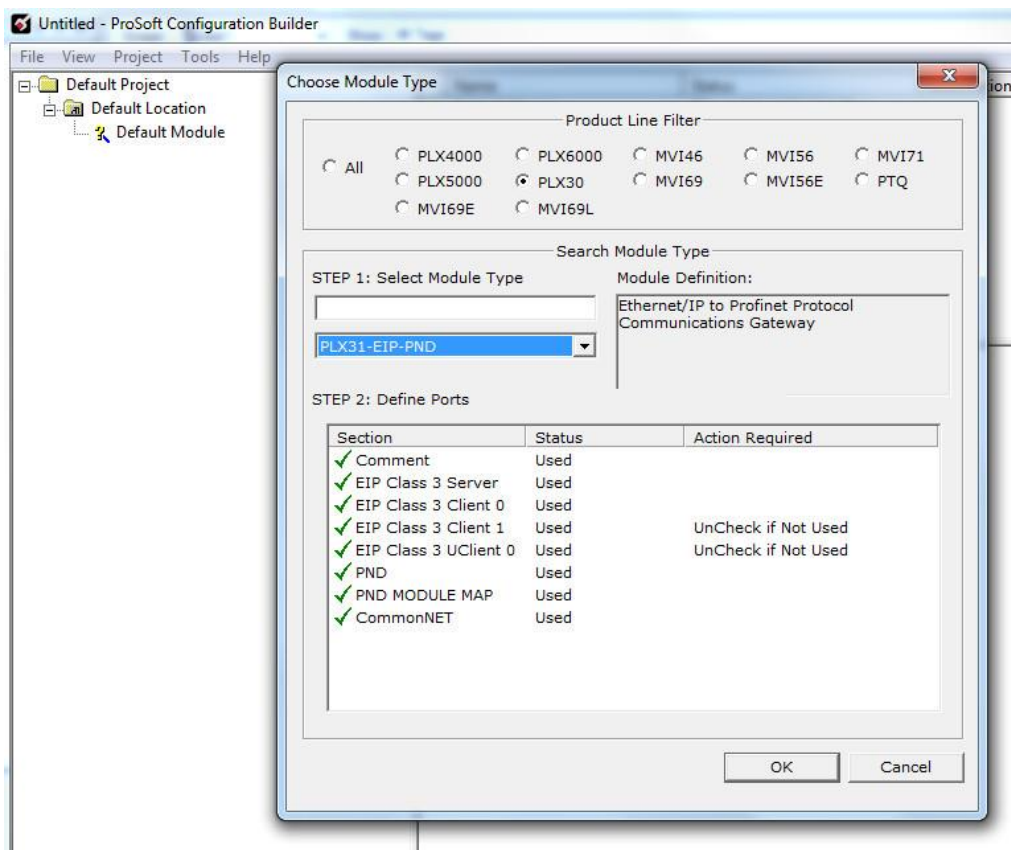 Untitled - ProSoft Configuration Builder
File View Project Tools Help
Default Project
Default Location
Default Module
Choose Module Type
Product Line Filter
All
PLX4000 PLX6000 MVI46 MVI56 MVI71
PLX5000 PLX30 MVI69 MVI56E PTQ
MVI69E MVI69L
Search Module Type
STEP 1: Select Module Type
Module Definition:
Ethernet/IP to Profinet Protocol
Communications Gateway
PLX31-EIP-PND
STEP 2: Define Ports
Section Status Action Required
Comment Used
EIP Class 3 Server Used
EIP Class 3 Client 0 Used
EIP Class 3 Client 1 Used UnCheck if Not Used
EIP Class 3 UClient 0 Used UnCheck if Not Used
PND Used
PND MODULE MAP Used
CommonNET Used
OK Cancel